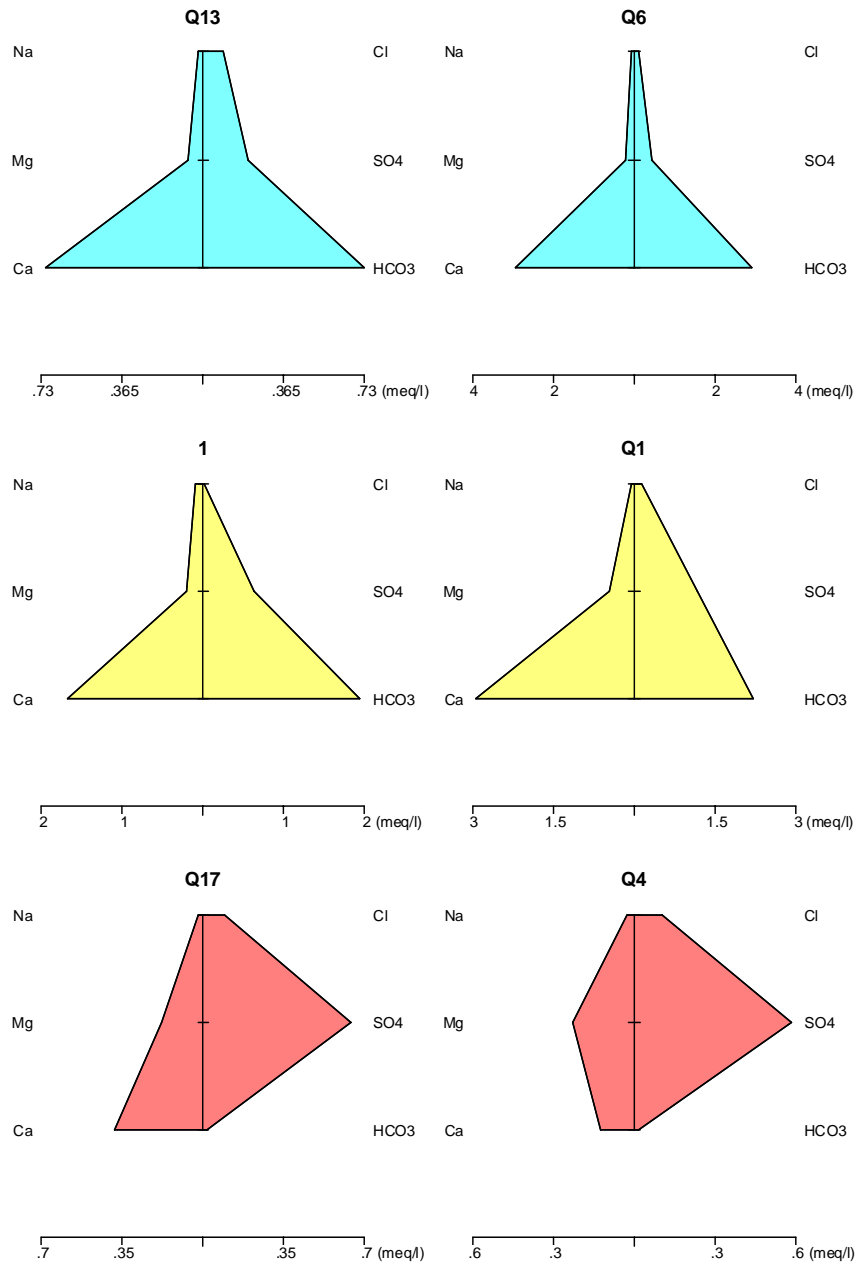 Q13 Q6
Na Cl Na Cl
Mg SO4 Mg SO4
Ca HCO3 Ca HCO3
.73 .365 .365 .73 (meq/l) 4 2 2 4 (meq/l)
1 Q1
Na Cl Na Cl
Mg SO4 Mg SO4
Ca HCO3 Ca HCO3
2 1 1 2 (meq/l) 3 1.5 1.5 3 (meq/l)
Q17 Q4
Na Cl Na Cl
Mg SO4 Mg SO4
Ca HCO3 Ca HCO3
.7 .35 .35 .7 (meq/l) .6 .3 .3 .6 (meq/l)